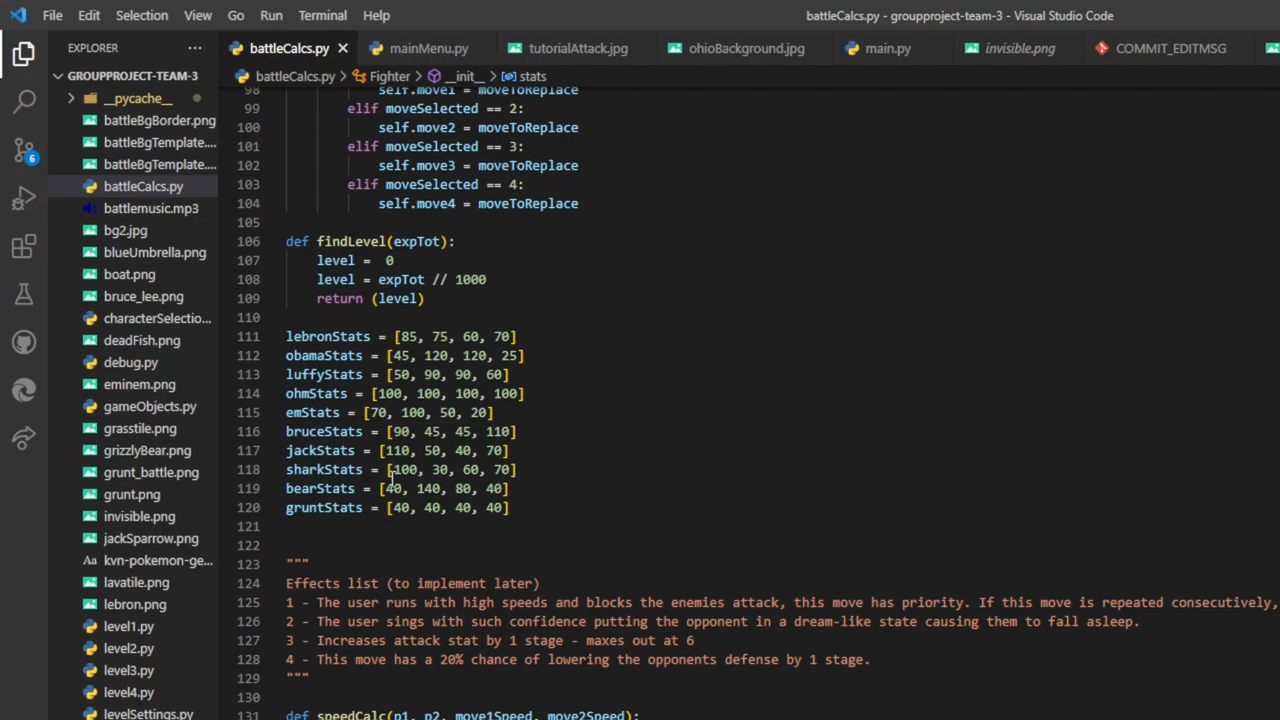 File Edit Selection View Go Run Terminal Help battleCalcs.py - groupproject-team-3 - Visual Studio Code
EXPLORER ...
battleCalcs.py mainMenu.py tutorialAttack.jpg ohioBackground.jpg main.py invisible.png COMMIT_EDITMSG
battleCalcs.py > Fighter > __init__ > stats
GROUPPROJECT-TEAM-3
__pycache__
battleBgBorder.png
battleBgTemplate....
battleBgTemplate....
battleCalcs.py
battlemusic.mp3
bg2.jpg
blueUmbrella.png
boat.png
bruce_lee.png
characterSelectio...
deadFish.png
debug.py
eminem.png
gameObjects.py
grasstile.png
grizzlyBear.png
grunt_battle.png
grunt.png
invisible.png
jackSparrow.png
Aa kvn-pokemon-ge...
lavatile.png
lebron.png
level1.py
level2.py
level3.py
level4.py
levelSettings.py
6
98 self.move1 = moveToReplace
99 elif moveSelected == 2:
100 self.move2 = moveToReplace
101 elif moveSelected == 3:
102 self.move3 = moveToReplace
103 elif moveSelected == 4:
104 self.move4 = moveToReplace
105
106 def findLevel(expTot):
107 level =  0
108 level = expTot // 1000
109 return (level)
110
111 lebronStats = [85, 75, 60, 70]
112 obamaStats = [45, 120, 120, 25]
113 luffyStats = [50, 90, 90, 60]
114 ohmStats = [100, 100, 100, 100]
115 emStats = [70, 100, 50, 20]
116 bruceStats = [90, 45, 45, 110]
117 jackStats = [110, 50, 40, 70]
118 sharkStats = [100, 30, 60, 70]
119 bearStats = [40, 140, 80, 40]
120 gruntStats = [40, 40, 40, 40]
121
122
123 """
124 Effects list (to implement later)
125 1 - The user runs with high speeds and blocks the enemies attack, this move has priority. If this move is repeated consecutively,
126 2 - The user sings with such confidence putting the opponent in a dream-like state causing them to fall asleep.
127 3 - Increases attack stat by 1 stage - maxes out at 6
128 4 - This move has a 20% chance of lowering the opponents defense by 1 stage.
129 """
130
131 def speedCalc(p1, p2, move1Speed, move2Speed):